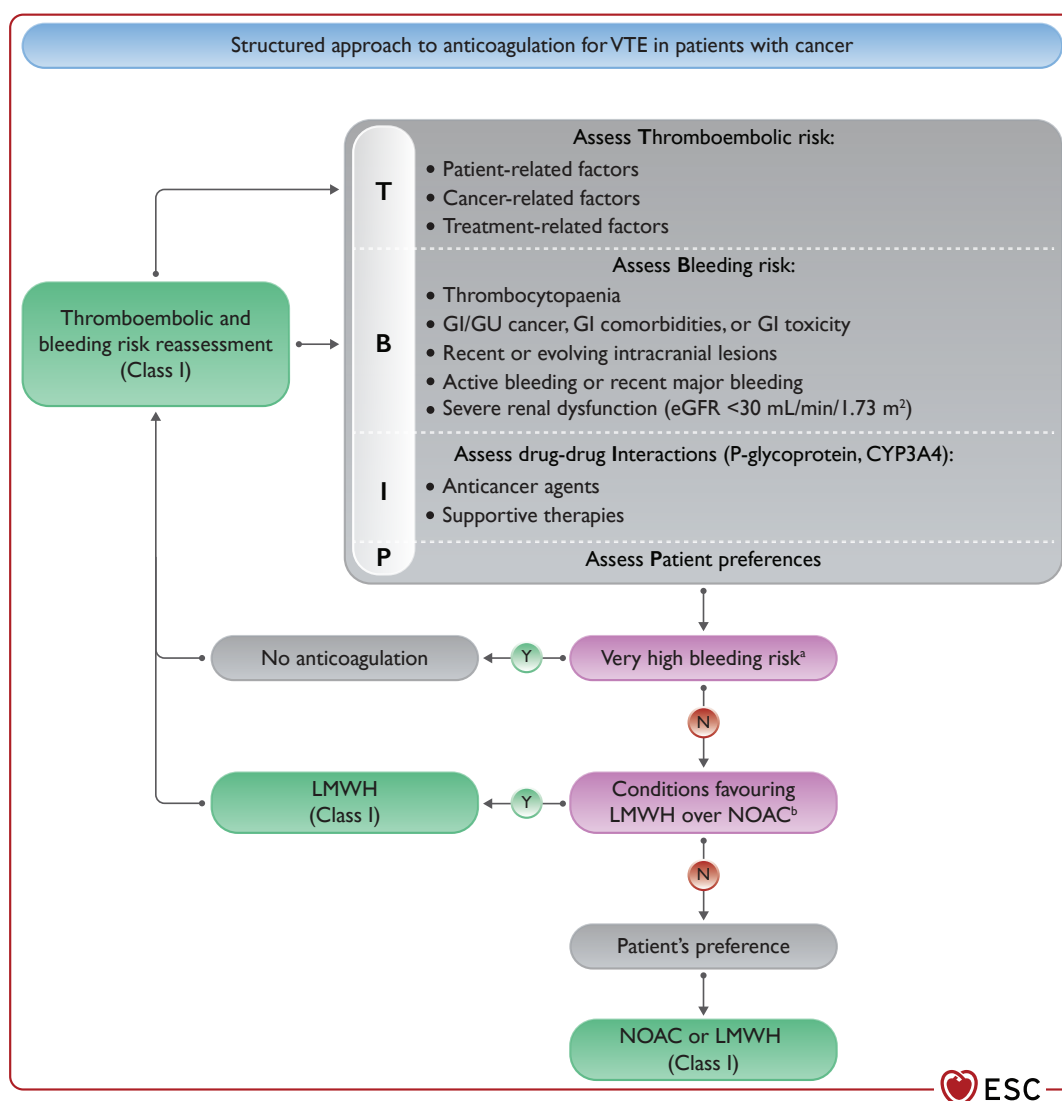 Structured approach to anticoagulation for VTE in patients with cancer
Assess Thromboembolic risk:
T
• Patient-related factors
• Cancer-related factors
• Treatment-related factors
Assess Bleeding risk:
B
• Thrombocytopaenia
• GI/GU cancer, GI comorbidities, or GI toxicity
• Recent or evolving intracranial lesions
• Active bleeding or recent major bleeding
• Severe renal dysfunction (eGFR <30 mL/min/1.73 m²)
Thromboembolic and
bleeding risk reassessment
(Class I)
Assess drug-drug Interactions (P-glycoprotein, CYP3A4):
I
• Anticancer agents
• Supportive therapies
P
Assess Patient preferences
No anticoagulation
Y
Very high bleeding riskᵃ
N
LMWH
(Class I)
Y
Conditions favouring
LMWH over NOACᵇ
N
Patient's preference
NOAC or LMWH
(Class I)
ESC